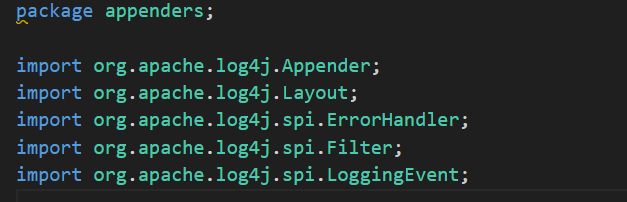 package appenders;
import org.apache.log4j.Appender;
import org.apache.log4j.Layout;
import org.apache.log4j.spi.ErrorHandler;
import org.apache.log4j.spi.Filter;
import org.apache.log4j.spi.LoggingEvent;